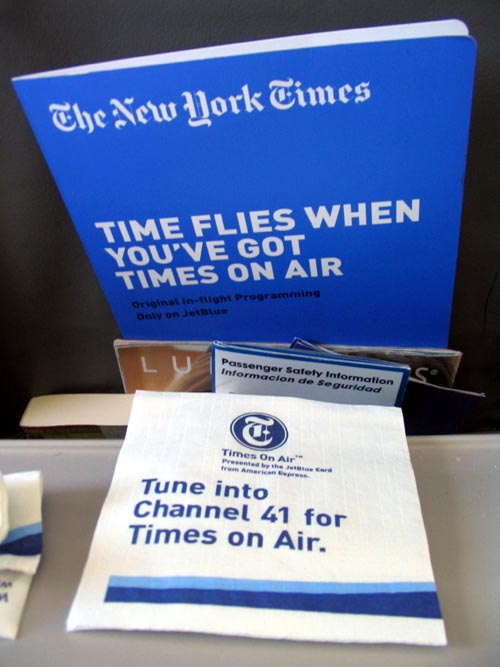 The New York Times
TIME FLIES WHEN
YOU'VE GOT
TIMES ON AIR
Original In-flight Programming
Only on JetBlue
LU
S®
Passenger Safety Information
Informacion de Seguridad
T
Times On Air™
Presented by the JetBlue Card
from American Express.
Tune into
Channel 41 for
Times on Air.